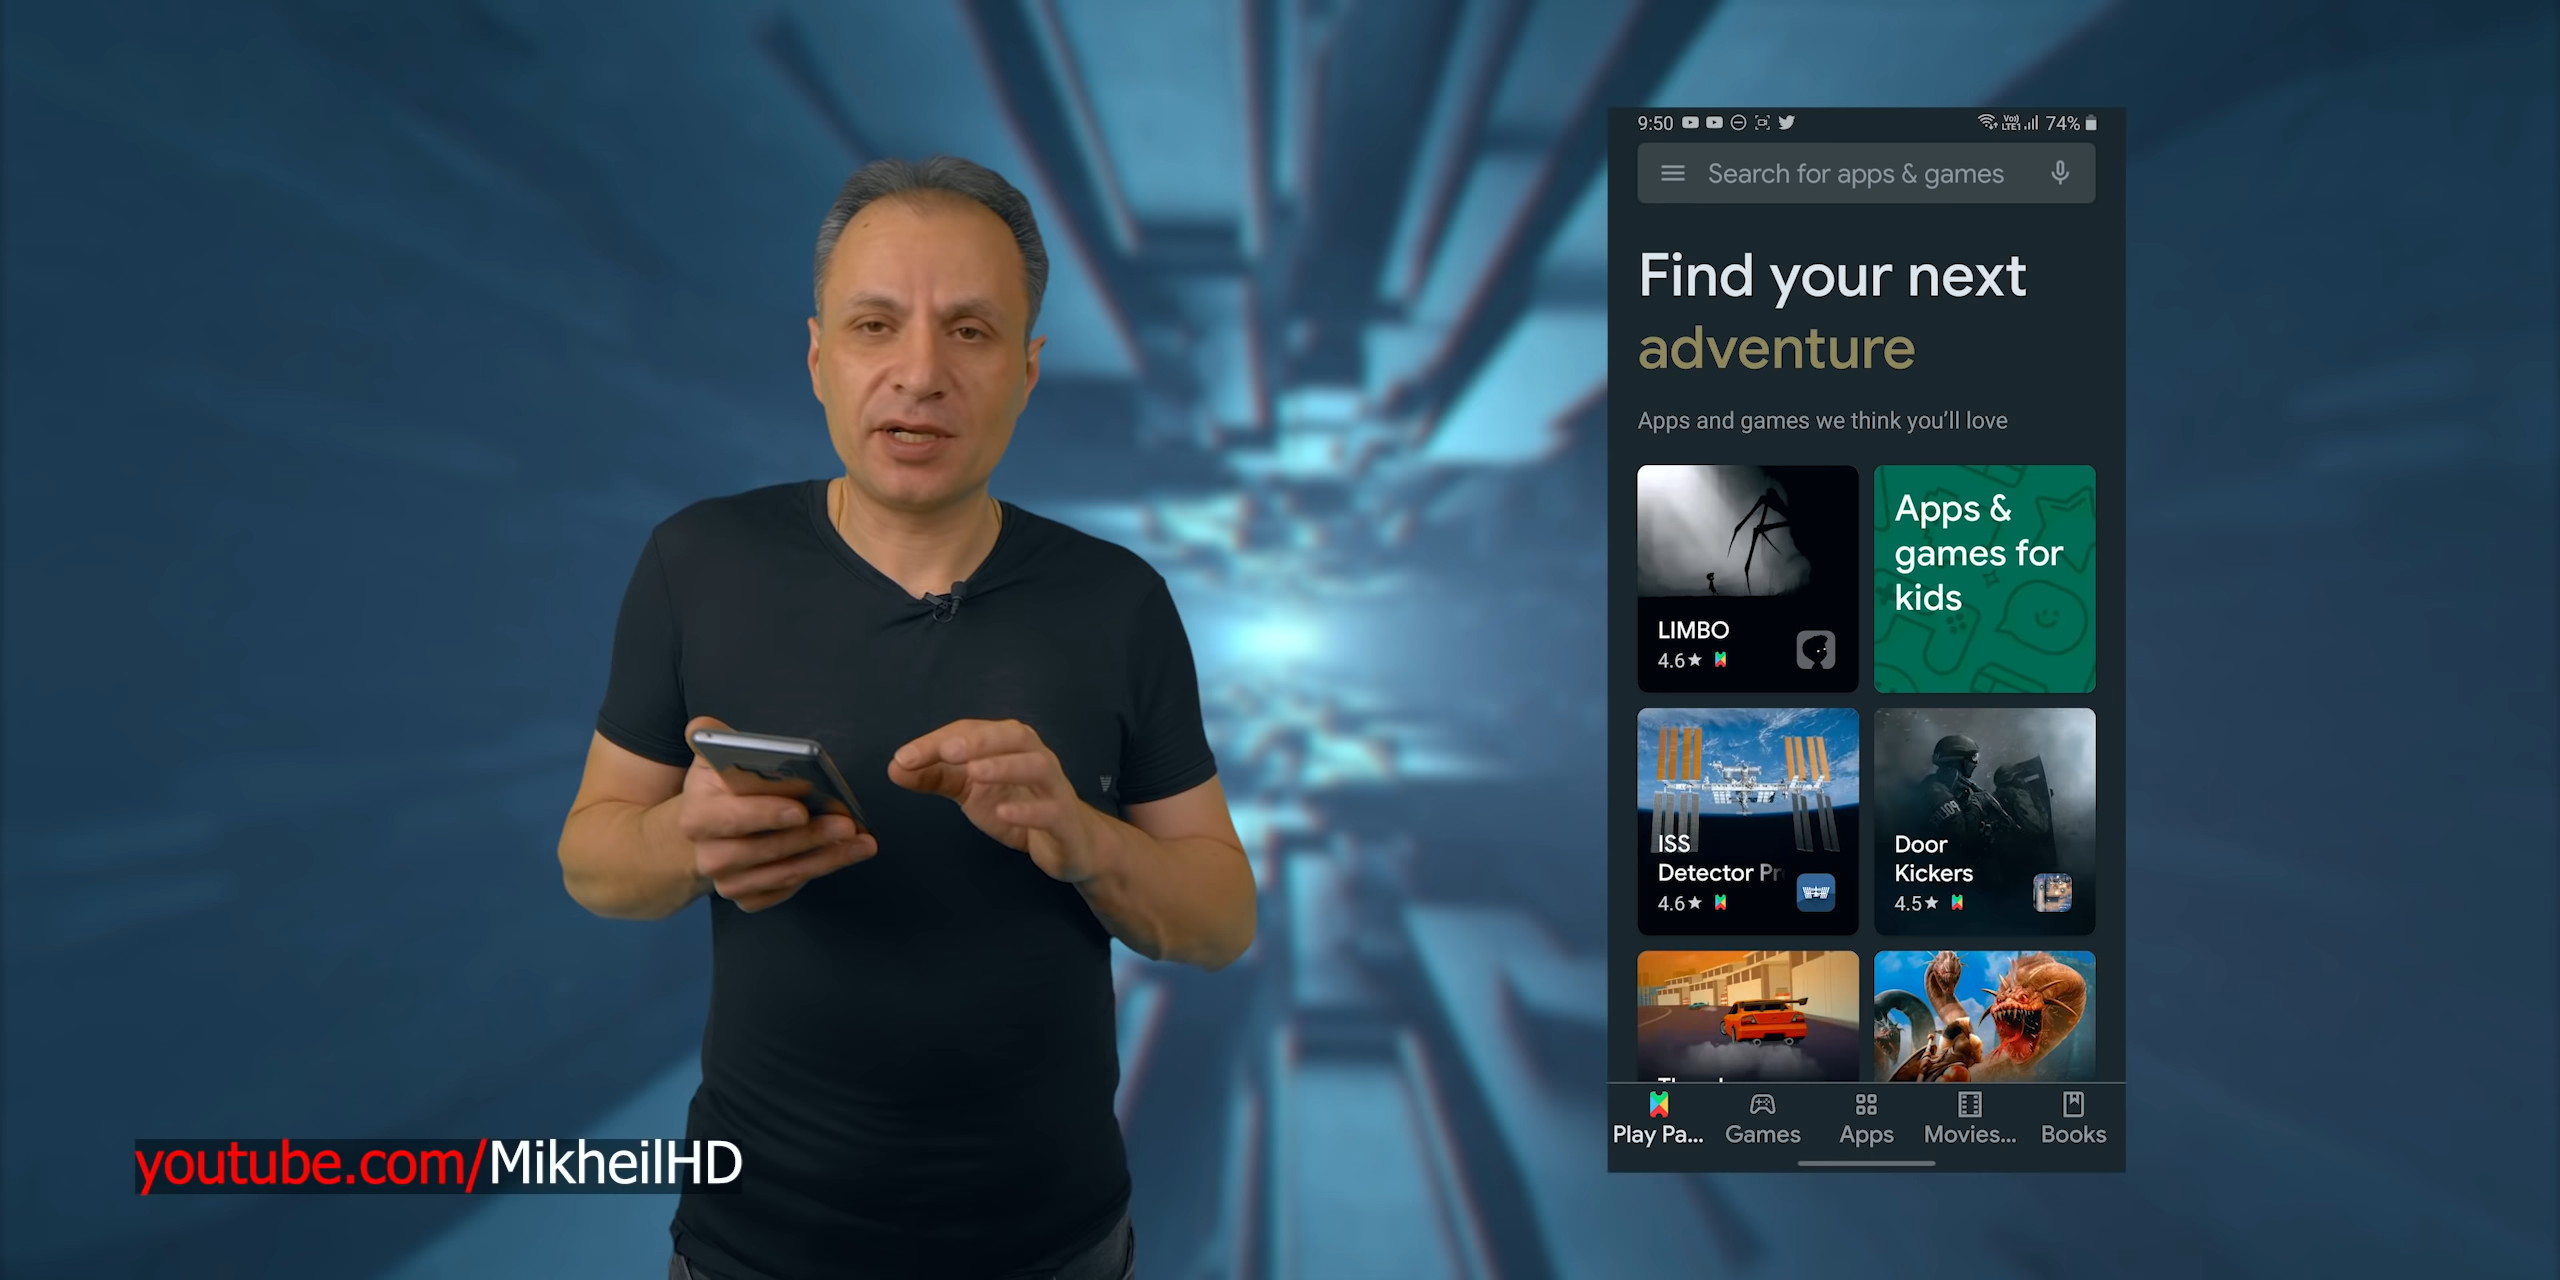 9:50
74%
Search for apps & games
Find your next
adventure
Apps and games we think you'll love
LIMBO
4.6★
Apps &
games for
kids
ISS
Detector Pr
4.6★
Door
Kickers
4.5★
Play Pa...
Games
Apps
Movies...
Books
youtube.com/MikheilHD